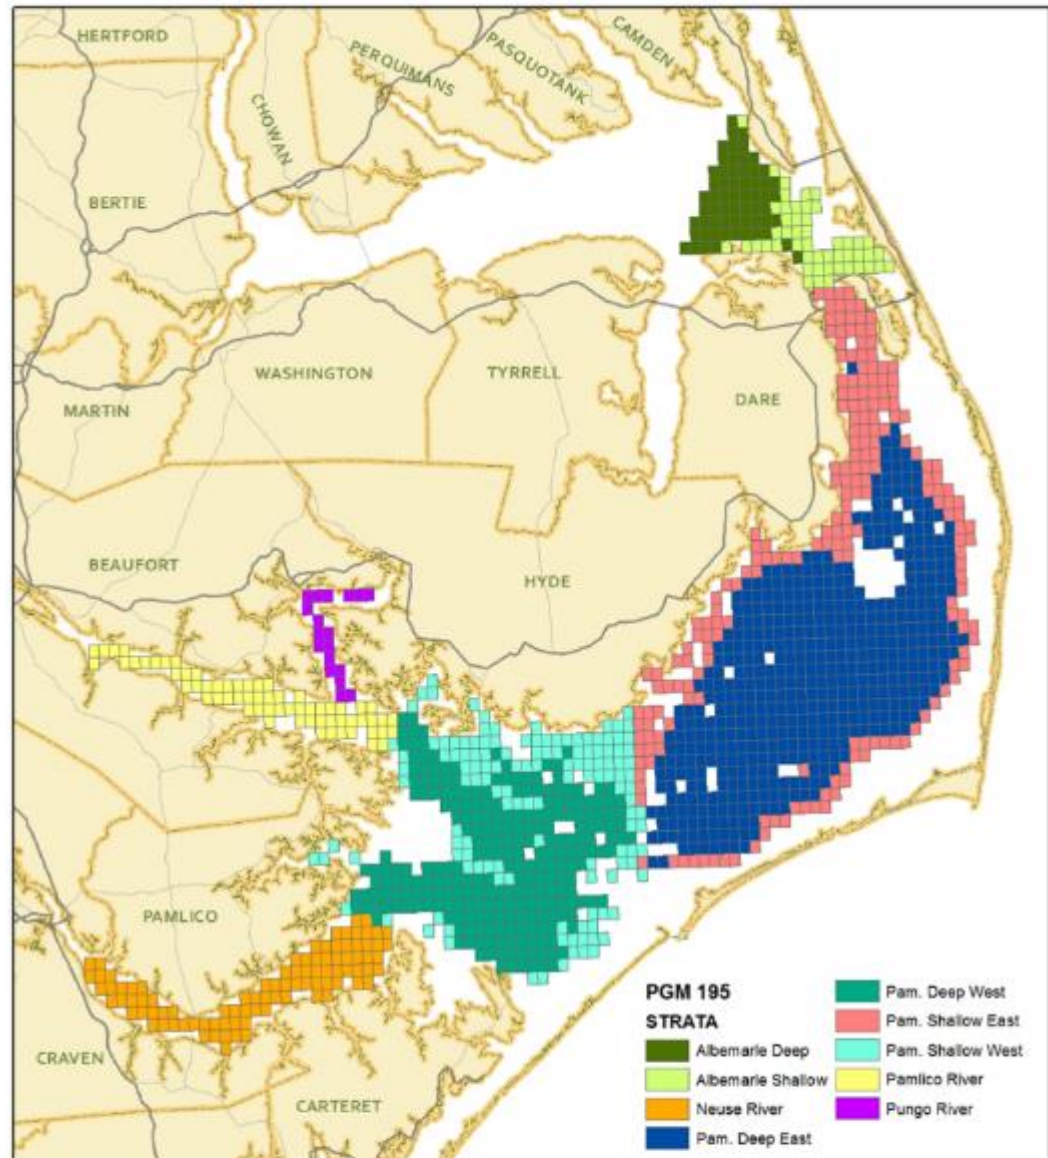 HERTFORD
PERQUIMANS
PASQUOTANK
CAMDEN
CHOWAN
BERTIE
WASHINGTON
TYRRELL
DARE
MARTIN
BEAUFORT
HYDE
PAMLICO
CRAVEN
CARTERET
PGM 195
STRATA
Albemarle Deep
Albemarle Shallow
Neuse River
Pam. Deep East
Pam. Deep West
Pam. Shallow East
Pam. Shallow West
Pamlico River
Pungo River